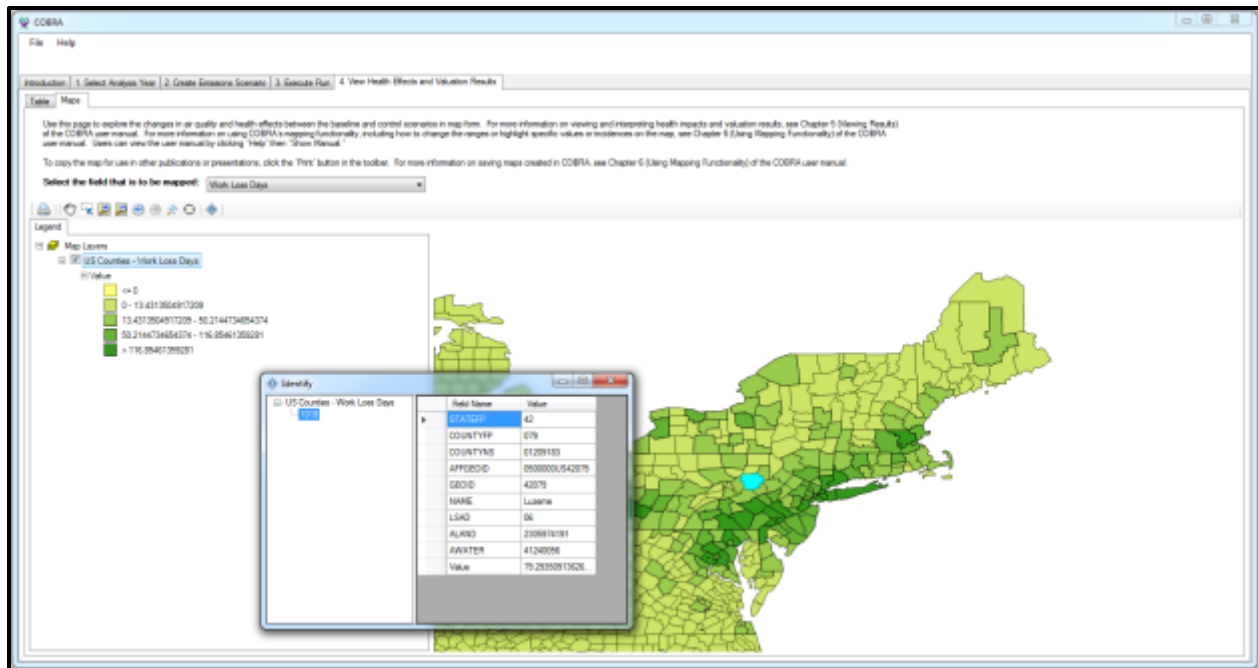 COBRA
File Help
Introduction 1. Select Analysis Year 2. Create Emissions Scenario 3. Execute Run 4. View Health Effects and Valuation Results
Table Maps
Use this page to explore the changes in air quality and health effects between the baseline and control scenarios in map form. For more information on viewing and interpreting health impacts and valuation results, see Chapter 5 (Viewing Results)
of the COBRA user manual. For more information on using COBRA's mapping functionality, including how to change the ranges or highlight specific values or incidences on the map, see Chapter 6 (Using Mapping Functionality) of the COBRA
user manual. Users can view the user manual by clicking "Help" then "Show Manual."
To copy the map for use in other publications or presentations, click the "Print" button in the toolbar. For more information on saving maps created in COBRA, see Chapter 6 (Using Mapping Functionality) of the COBRA user manual.
Select the field that is to be mapped: Work Loss Days
Legend
Map Layers
US Counties - Work Loss Days
Value
<= 0
0 - 13.4313504917209
13.4313504917209 - 50.2144734654374
50.2144734654374 - 116.85461359281
> 116.85461359281
Identify
US Counties - Work Loss Days
Field Name Value
STATEFP 42
COUNTYFP 079
COUNTYNS 01209183
AFFGEOID 0500000US42079
GEOID 42079
NAME Luzerne
LSAD 06
ALAND 2305974191
AWATER 41240056
Value 79.29350913626...